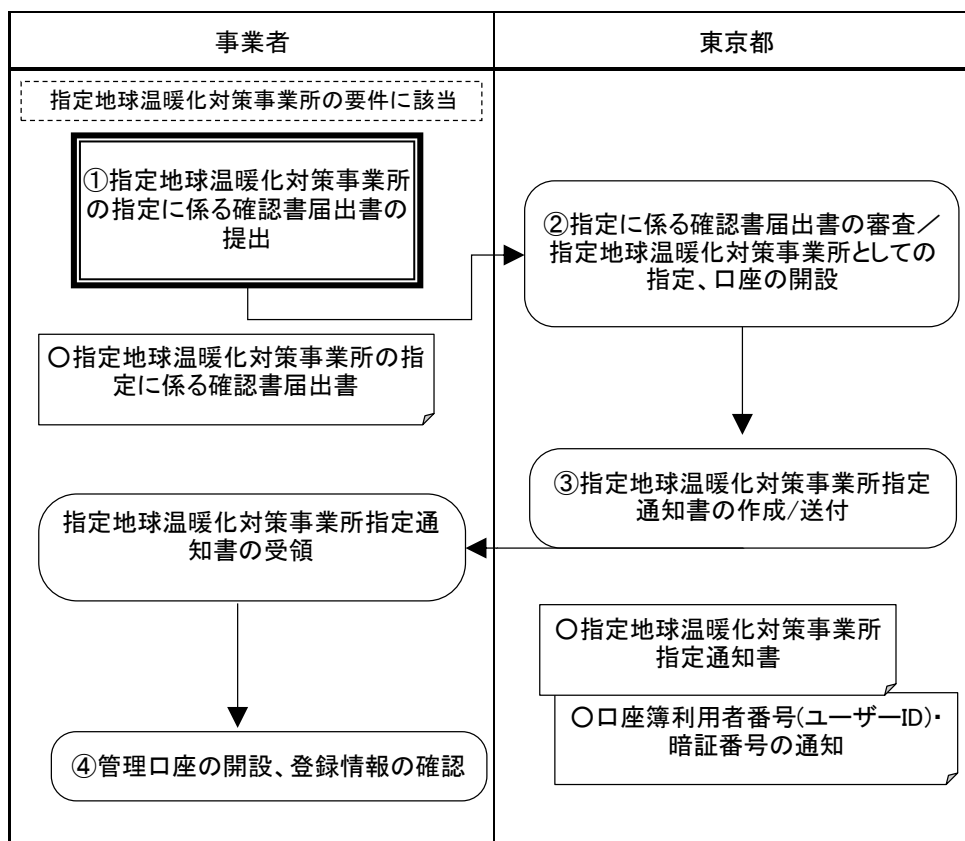 事業者
東京都
指定地球温暖化対策事業所の要件に該当
①指定地球温暖化対策事業所
の指定に係る確認書届出書の
提出
②指定に係る確認書届出書の審査／
指定地球温暖化対策事業所としての
指定、口座の開設
〇指定地球温暖化対策事業所の指
定に係る確認書届出書
③指定地球温暖化対策事業所指定
通知書の作成/送付
指定地球温暖化対策事業所指定通
知書の受領
〇指定地球温暖化対策事業所
指定通知書
〇口座簿利用者番号(ユーザーID)・
暗証番号の通知
④管理口座の開設、登録情報の確認